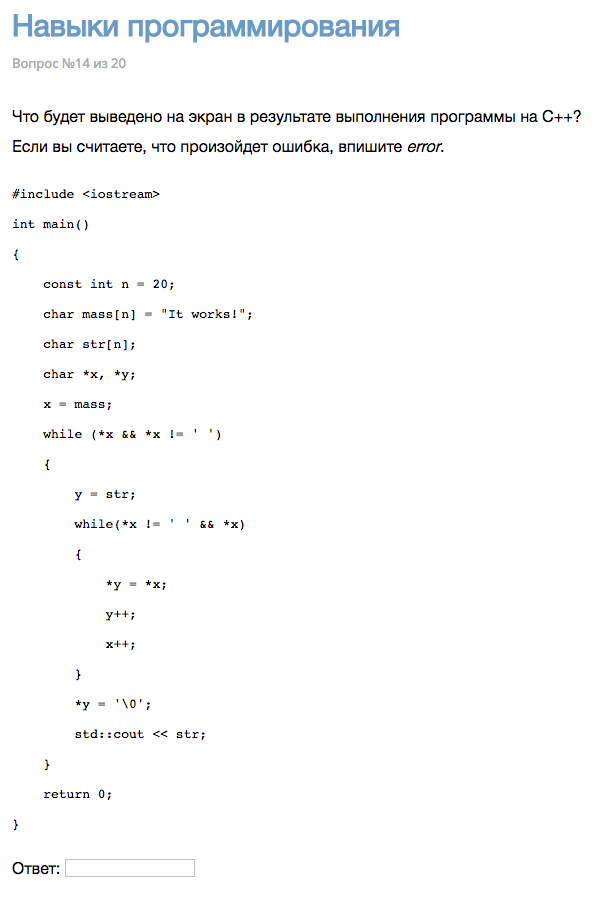 Навыки программирования
Вопрос №14 из 20
Что будет выведено на экран в результате выполнения программы на C++?
Если вы считаете, что произойдет ошибка, впишите error.
#include <iostream>
int main()
{
    const int n = 20;
    char mass[n] = "It works!";
    char str[n];
    char *x, *y;
    x = mass;
    while (*x && *x != ' ')
    {
        y = str;
        while(*x != ' ' && *x)
        {
            *y = *x;
            y++;
            x++;
        }
        *y = '\0';
        std::cout << str;
    }
    return 0;
}
Ответ: